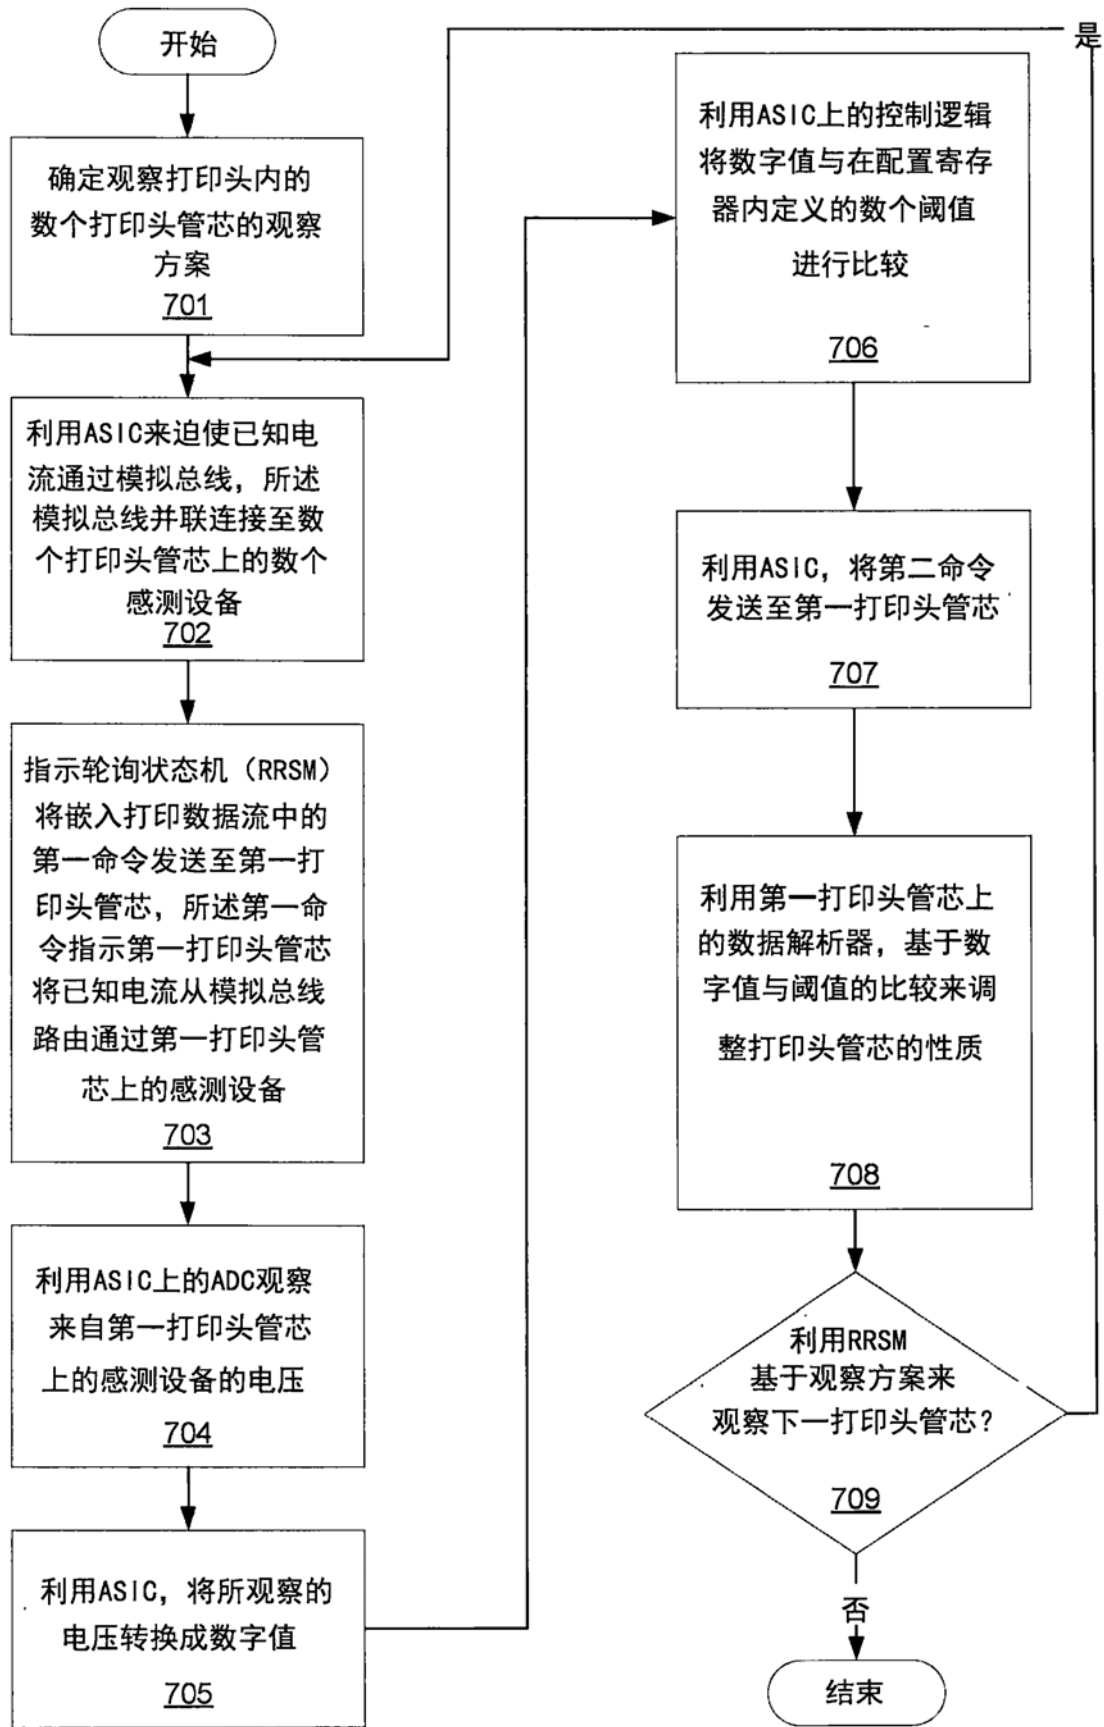 开始
确定观察打印头内的
数个打印头管芯的观察
方案
701
利用ASIC来迫使已知电
流通过模拟总线，所述
模拟总线并联连接至数
个打印头管芯上的数个
感测设备
702
指示轮询状态机（RRSM）
将嵌入打印数据流中的
第一命令发送至第一打
印头管芯，所述第一命
令指示第一打印头管芯
将已知电流从模拟总线
路由通过第一打印头管
芯上的感测设备
703
利用ASIC上的ADC观察
来自第一打印头管芯
上的感测设备的电压
704
利用ASIC，将所观察的
电压转换成数字值
705
利用ASIC上的控制逻辑
将数字值与在配置寄存
器内定义的数个阈值
进行比较
706
利用ASIC，将第二命令
发送至第一打印头管芯
707
利用第一打印头管芯上
的数据解析器，基于数
字值与阈值的比较来调
整打印头管芯的性质
708
利用RRSM
基于观察方案来
观察下一打印头管芯？
709
是
否
结束